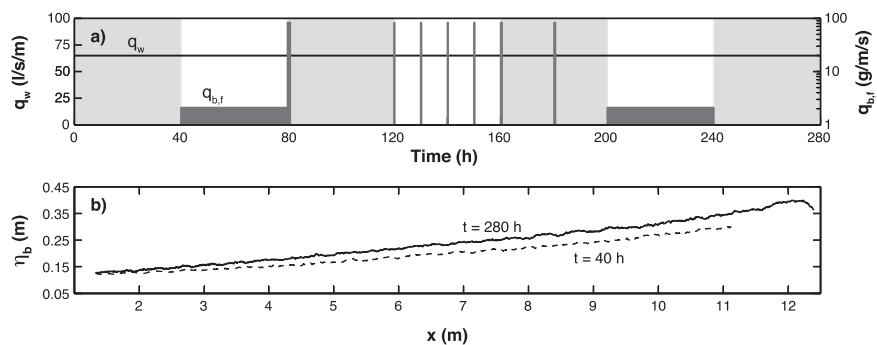 100 a) 100
75 q_w
q_w (l/s/m) 50 10 q_b,f (g/m/s)
25 q_b,f
0 1
0 40 80 120 160 200 240 280
Time (h)
0.45 b)
0.35
η_b (m) 0.25 t = 280 h
t = 40 h
0.15
0.05
2 3 4 5 6 7 8 9 10 11 12
x (m)